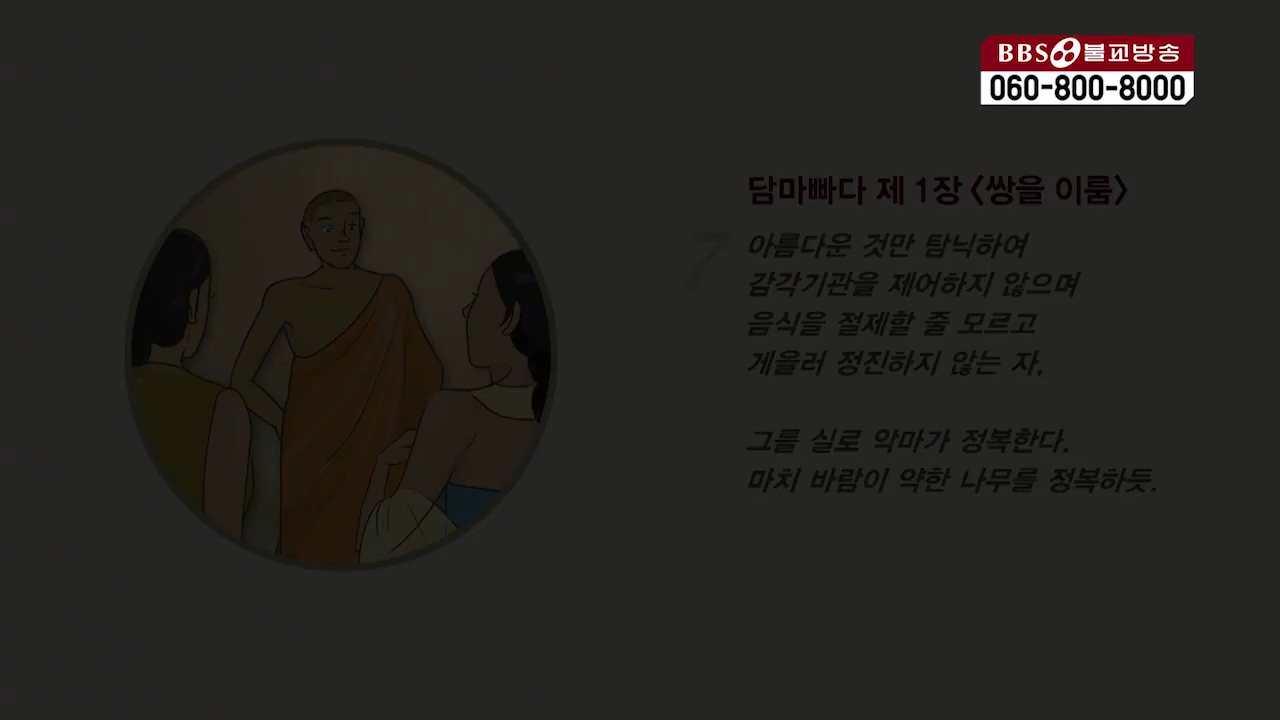 BBS 불교방송
060-800-8000
담마빠다 제 1장 <쌍을 이룸>
7
아름다운 것만 탐닉하여
감각기관을 제어하지 않으며
음식을 절제할 줄 모르고
게을러 정진하지 않는 자,
그를 실로 악마가 정복한다.
마치 바람이 약한 나무를 정복하듯.